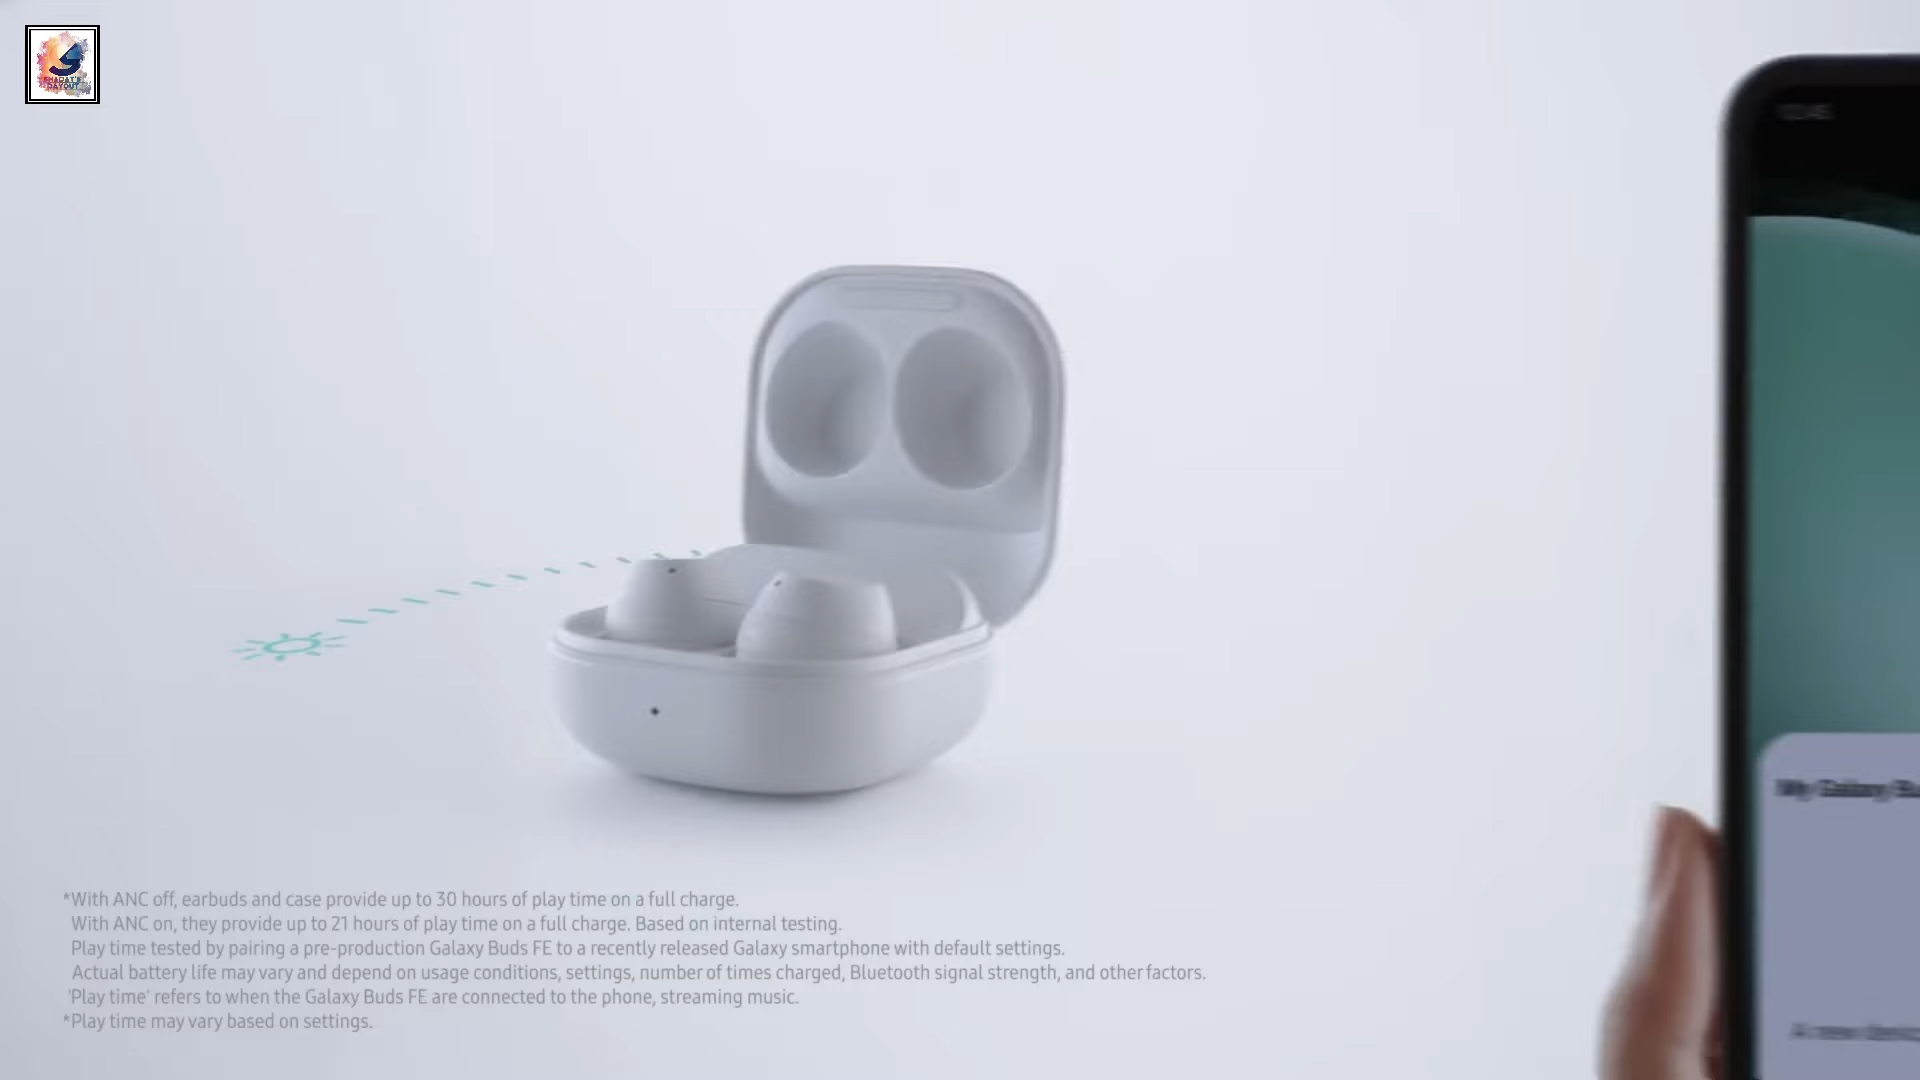 SHADAT'S
DAYOUT
*With ANC off, earbuds and case provide up to 30 hours of play time on a full charge.
With ANC on, they provide up to 21 hours of play time on a full charge. Based on internal testing.
Play time tested by pairing a pre-production Galaxy Buds FE to a recently released Galaxy smartphone with default settings.
Actual battery life may vary and depend on usage conditions, settings, number of times charged, Bluetooth signal strength, and other factors.
'Play time' refers to when the Galaxy Buds FE are connected to the phone, streaming music.
*Play time may vary based on settings.
My Galaxy
A new